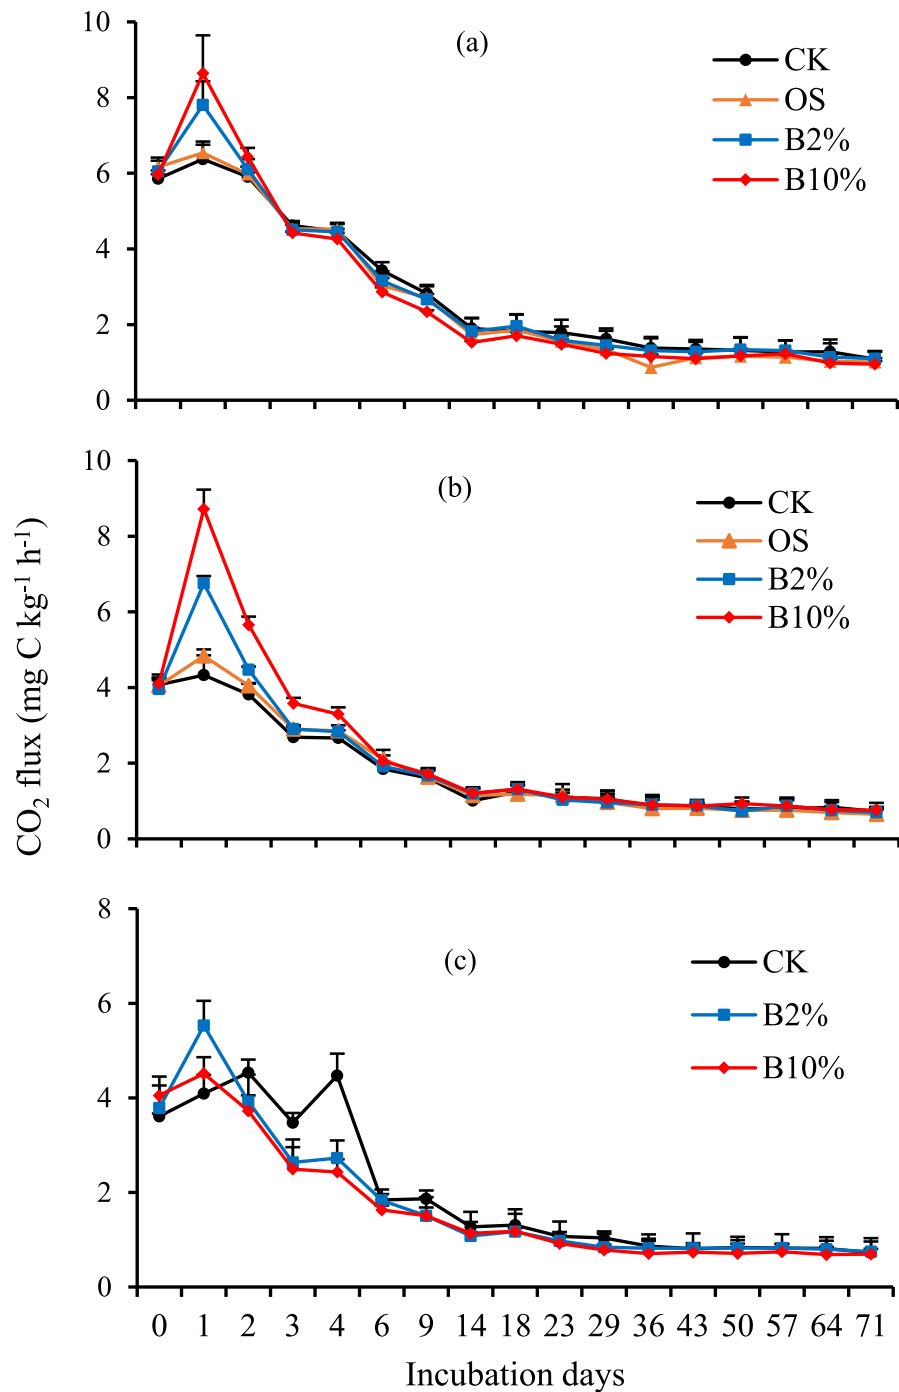 (a)
10
8
6
4
2
0
CK
OS
B2%
B10%
(b)
10
8
6
4
2
0
CK
OS
B2%
B10%
CO₂ flux (mg C kg⁻¹ h⁻¹)
(c)
8
6
4
2
0
CK
B2%
B10%
0 1 2 3 4 6 9 14 18 23 29 36 43 50 57 64 71
Incubation days